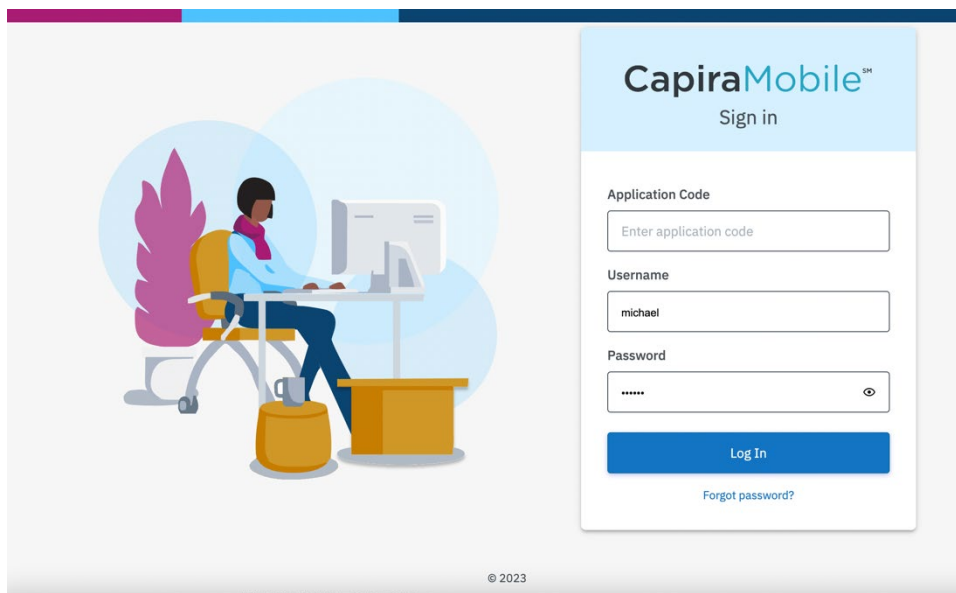 CapiraMobile℠
Sign in
Application Code
Enter application code
Username
michael
Password
••••••
Log In
Forgot password?
© 2023